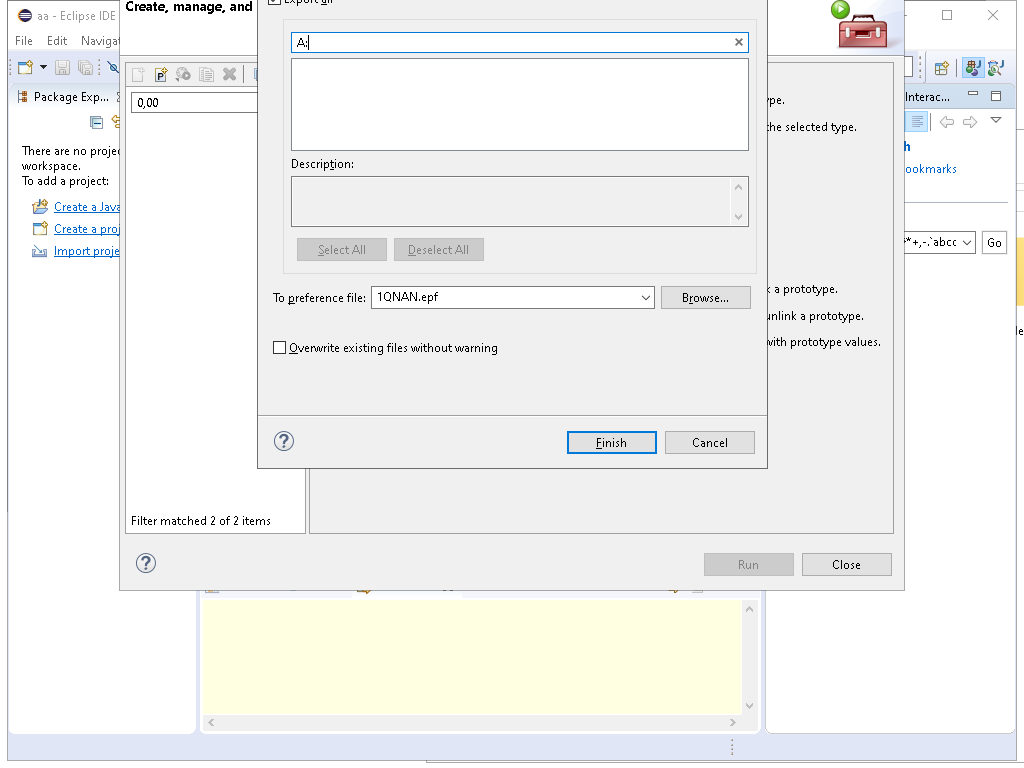 aa - Eclipse IDE
Create, manage, and
File Edit Navigat
Package Exp...
There are no proje
workspace.
To add a project:
Create a Java
Create a proj
Import proje
0,00
Filter matched 2 of 2 items
Export all
A:
Description:
Select All Deselect All
To preference file: 1QNAN.epf Browse...
Overwrite existing files without warning
Finish Cancel
ype.
the selected type.
k a prototype.
unlink a prototype.
with prototype values.
Run Close
Interac...
h
ookmarks
*+,-.`abcc Go